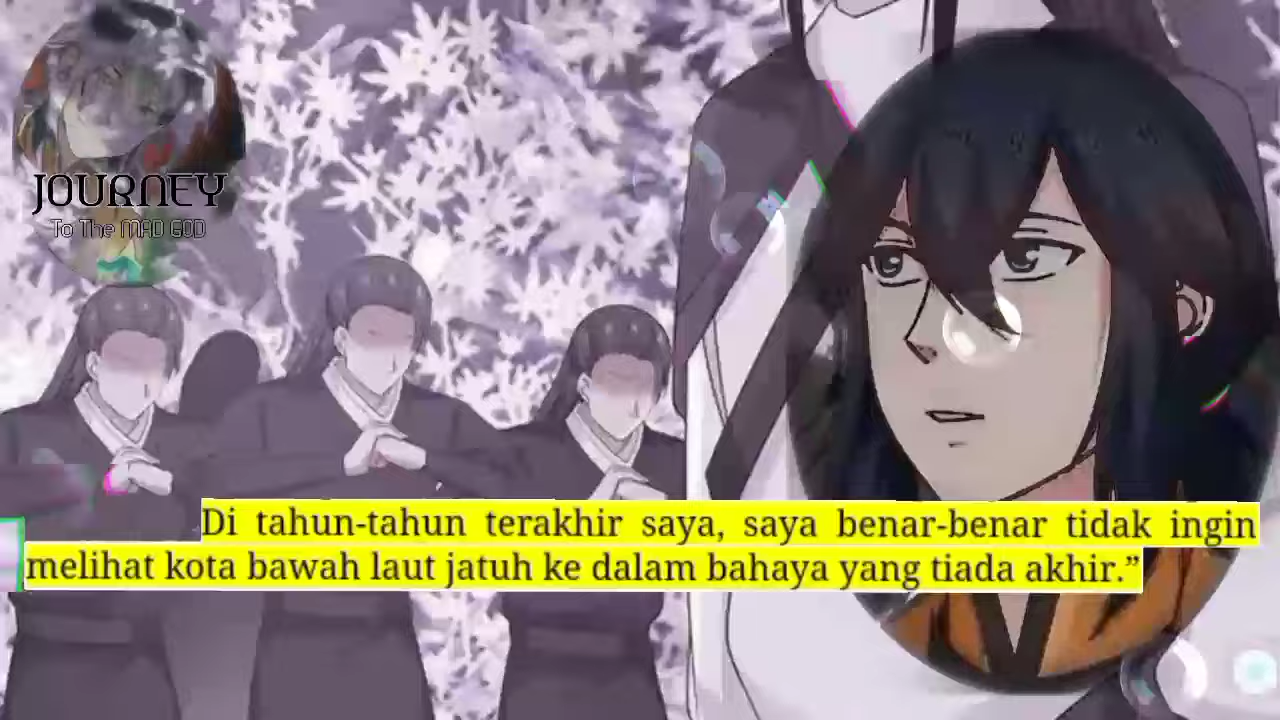 JOURNEY
To The MAD GOD
Di tahun-tahun terakhir saya, saya benar-benar tidak ingin
melihat kota bawah laut jatuh ke dalam bahaya yang tiada akhir.”